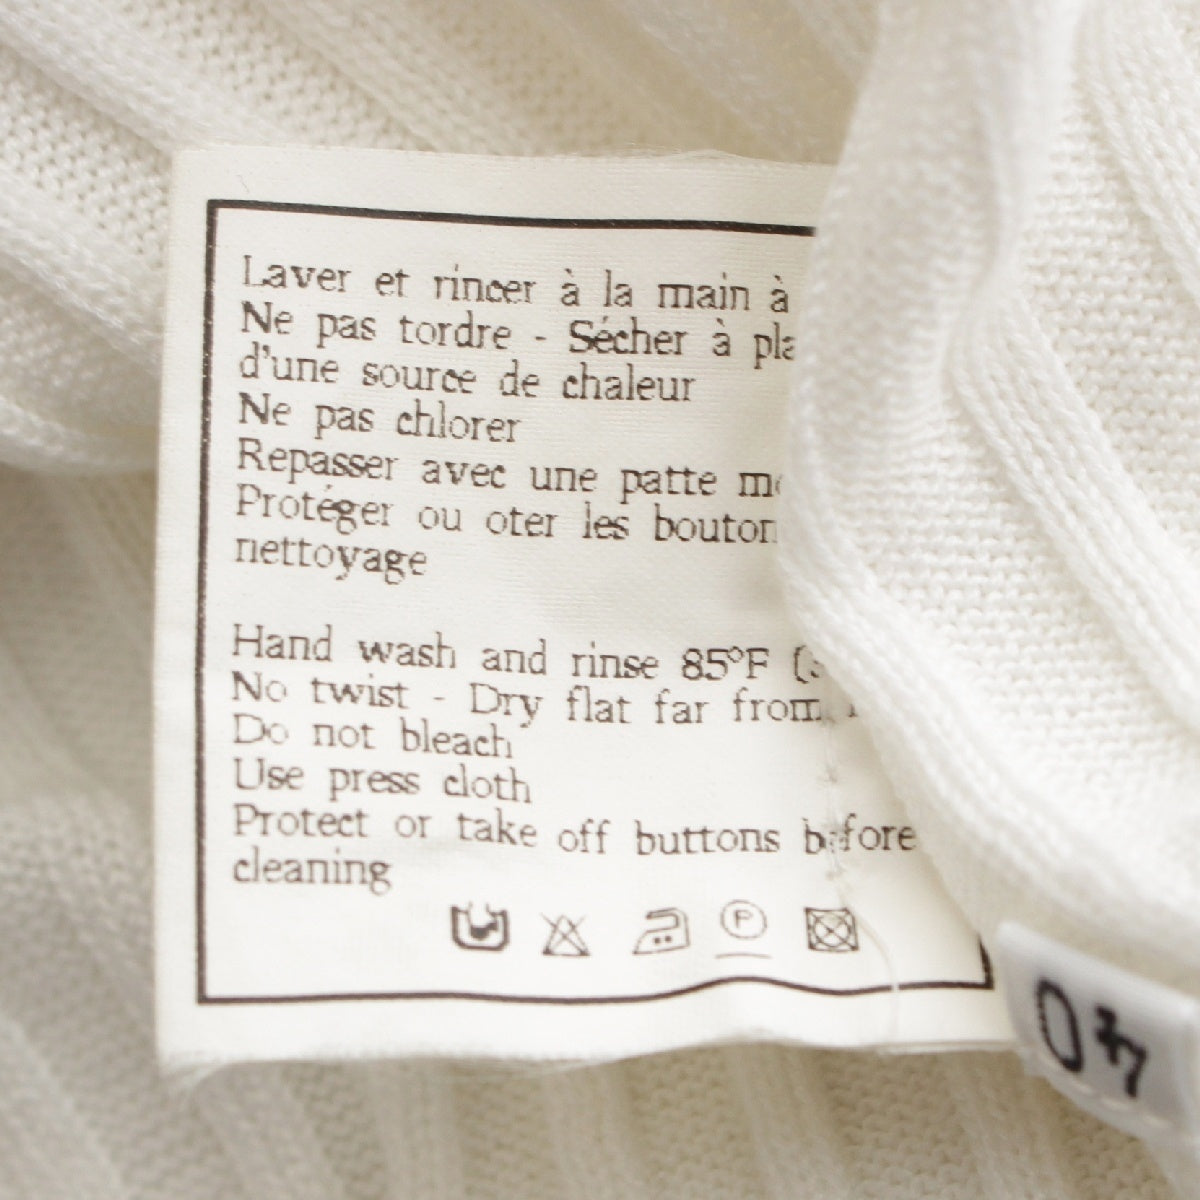 Laver et rincer à la main à
Ne pas tordre - Sécher à
d'une source de chaleur
Ne pas chlorer
Repasser avec une patte
Protéger ou oter les
nettoyage
Hand wash and rinse 85°F
No twist - Dry flat far from
Do not bleach
Use press cloth
Protect or take off buttons before
cleaning
P
40